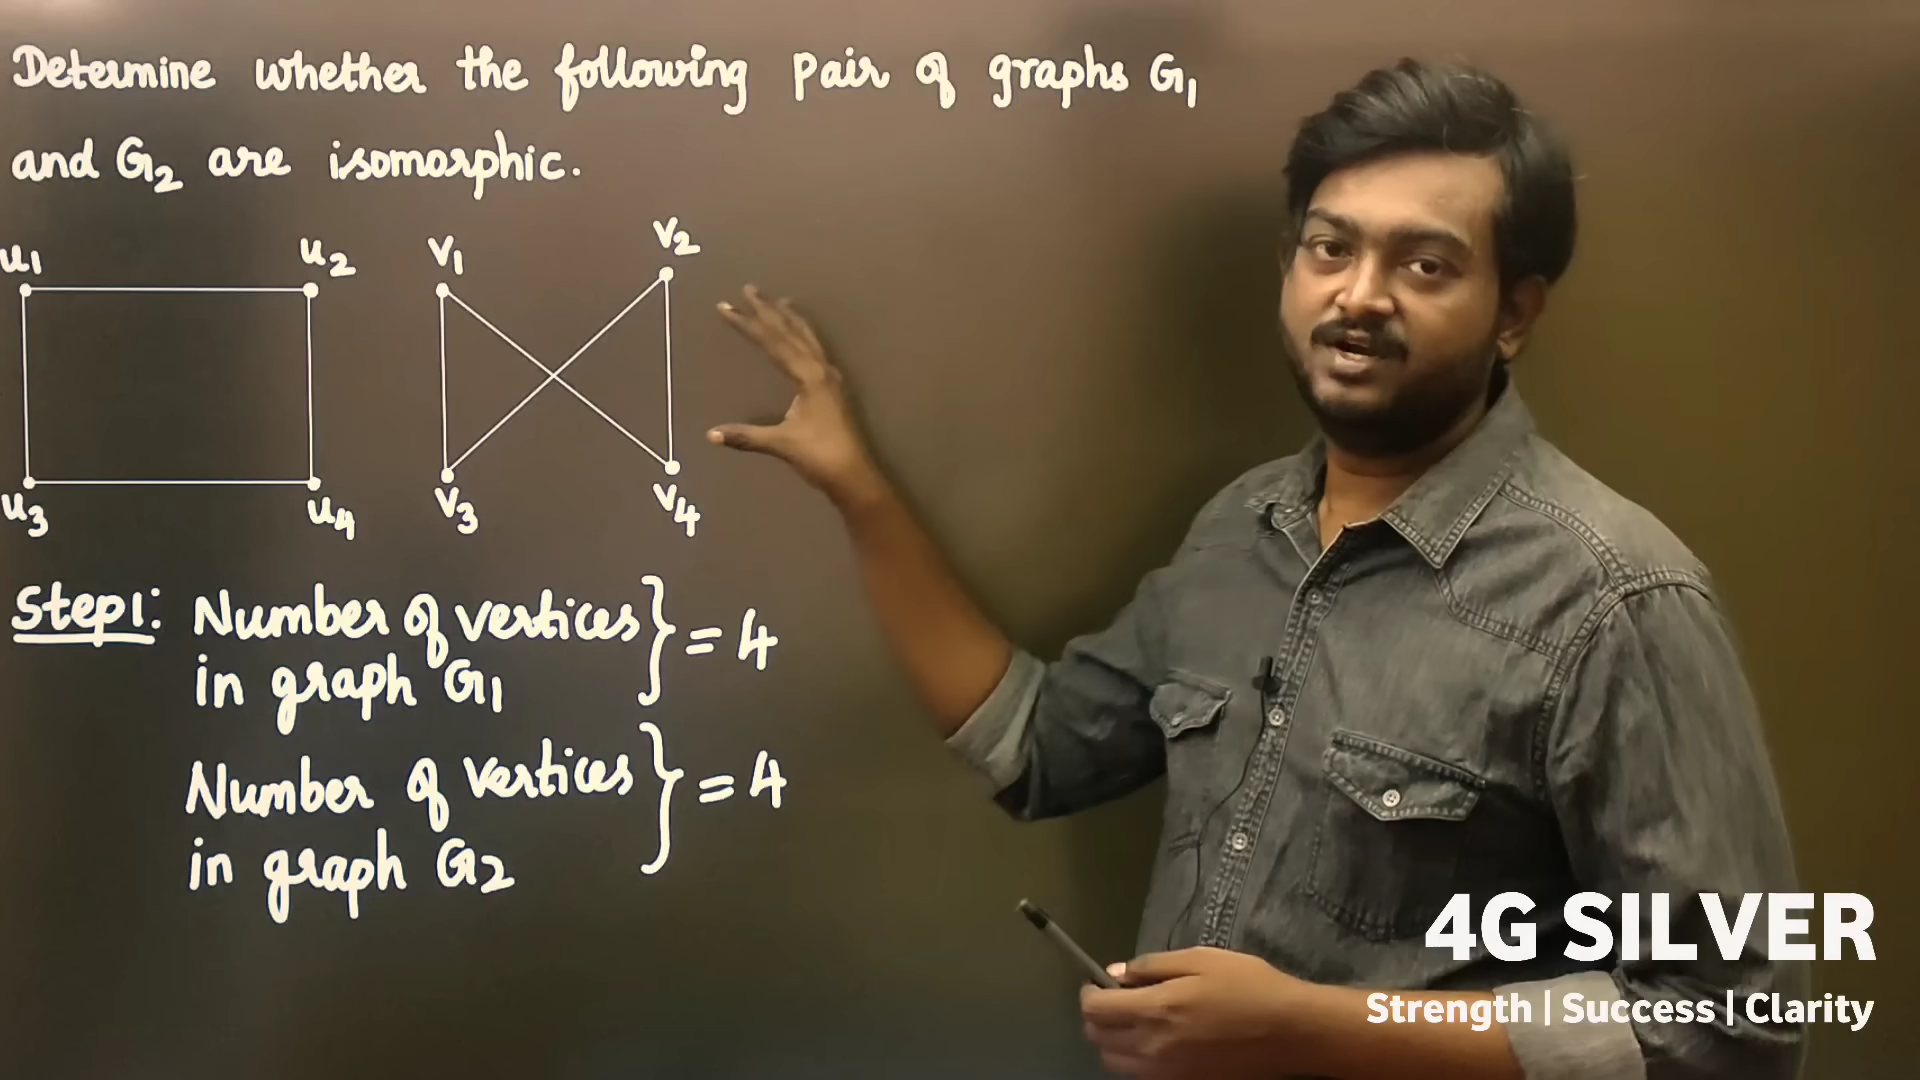 Determine whether the following pair of graphs G1
and G2 are isomorphic.
u1 u2 v1 v2
u3 u4 v3 v4
Step1: Number of vertices in graph G1 } = 4
Number of vertices in graph G2 } = 4
4G SILVER
Strength | Success | Clarity